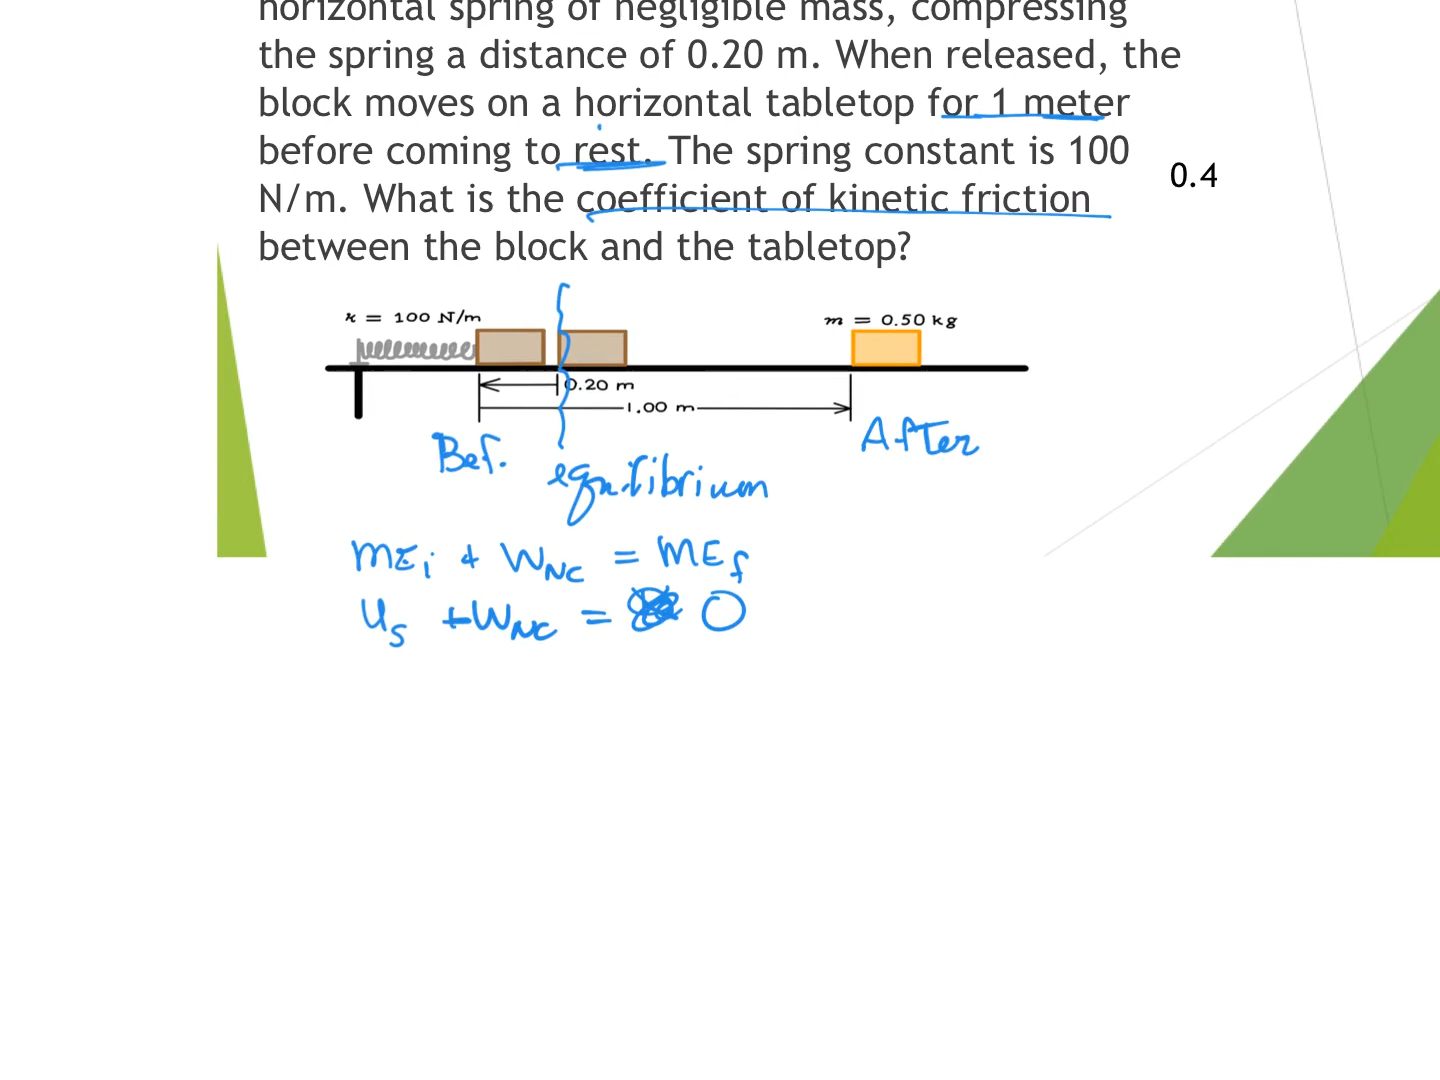 horizontal spring of negligible mass, compressing
the spring a distance of 0.20 m. When released, the
block moves on a horizontal tabletop for 1 meter
before coming to rest. The spring constant is 100
N/m. What is the coefficient of kinetic friction
between the block and the tabletop?
0.4
k = 100 N/m
m = 0.50 kg
0.20 m
1.00 m
Bef.
equilibrium
After
ME_i + W_NC = ME_f
U_s + W_NC = 0